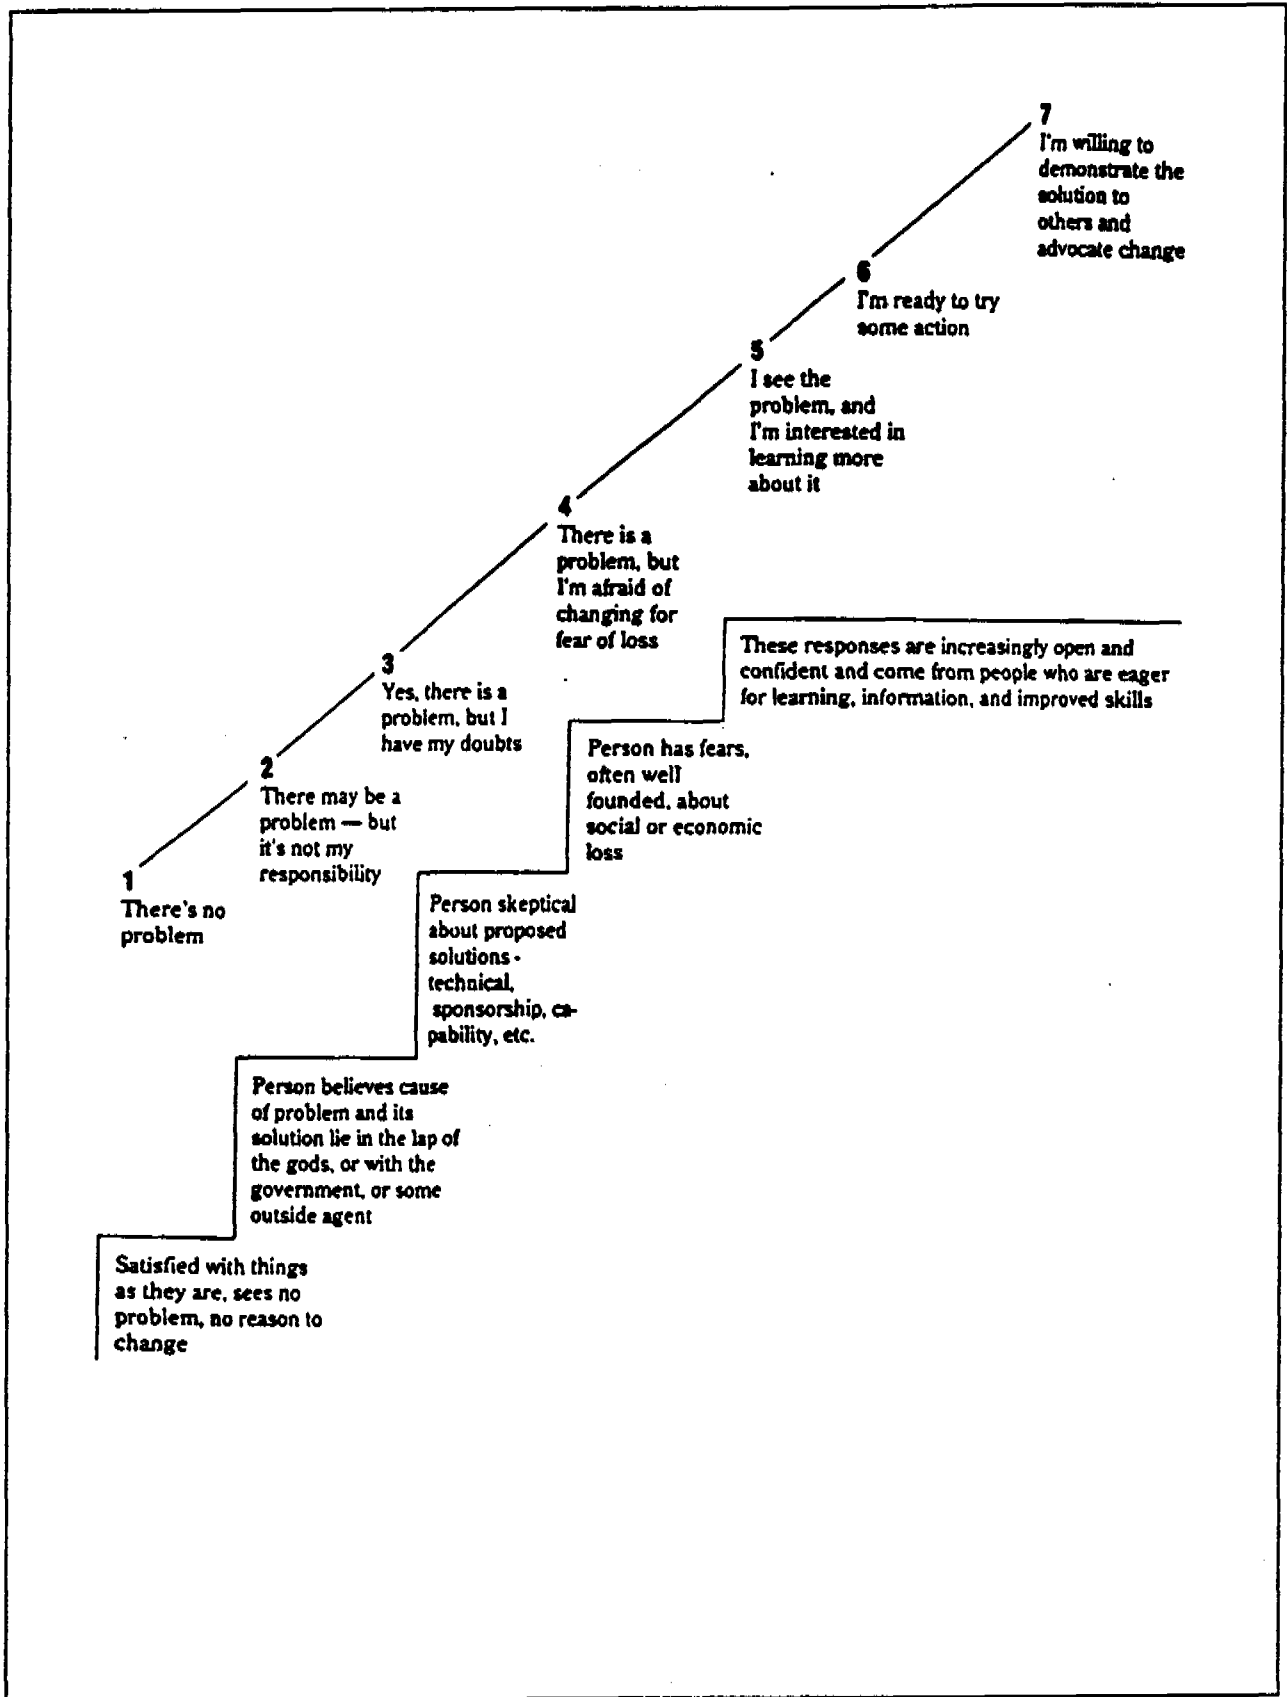 7
I'm willing to
demonstrate the
solution to
others and
advocate change
6
I'm ready to try
some action
5
I see the
problem, and
I'm interested in
learning more
about it
4
There is a
problem, but
I'm afraid of
changing for
fear of loss
3
Yes, there is a
problem, but I
have my doubts
2
There may be a
problem — but
it's not my
responsibility
1
There's no
problem
These responses are increasingly open and
confident and come from people who are eager
for learning, information, and improved skills
Person has fears,
often well
founded, about
social or economic
loss
Person skeptical
about proposed
solutions -
technical,
sponsorship, ca-
pability, etc.
Person believes cause
of problem and its
solution lie in the lap of
the gods, or with the
government, or some
outside agent
Satisfied with things
as they are, sees no
problem, no reason to
change